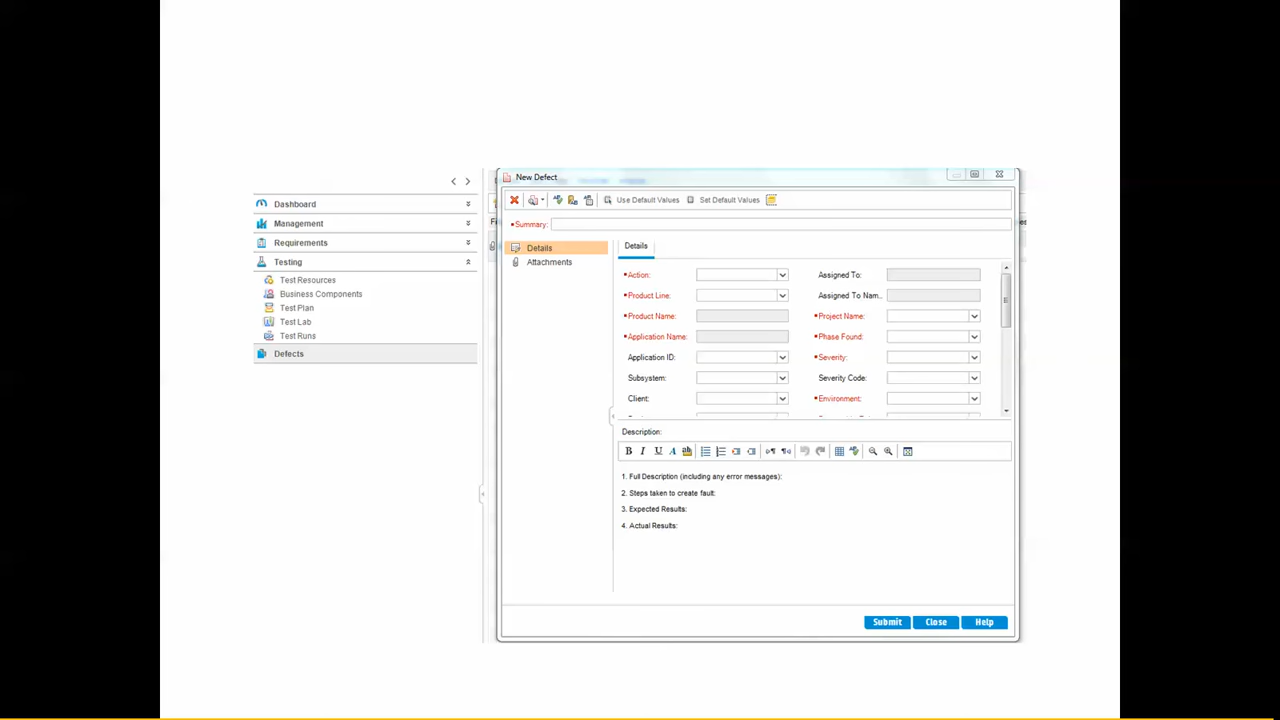 Dashboard
Management
Requirements
Testing
Test Resources
Business Components
Test Plan
Test Lab
Test Runs
Defects
New Defect
Use Default Values Set Default Values
Summary:
Details
Attachments
Details
Action: Assigned To:
Product Line: Assigned To Nam..
Product Name: Project Name:
Application Name: Phase Found:
Application ID: Severity:
Subsystem: Severity Code:
Client: Environment:
Description:
B I U A ab
1. Full Description (including any error messages):
2. Steps taken to create fault:
3. Expected Results:
4. Actual Results:
Submit Close Help